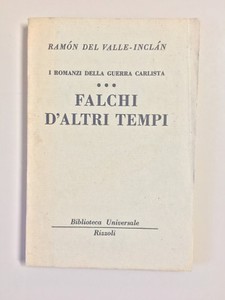 RAMÓN DEL VALLE-INCLÁN
I ROMANZI DELLA GUERRA CARLISTA
•••
FALCHI
D'ALTRI TEMPI
Biblioteca Universale
Rizzoli